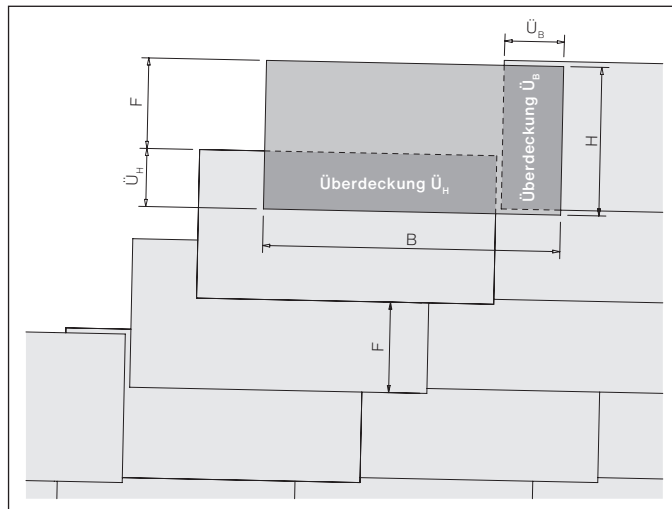 Ü_B
F
Überdeckung Ü_B
H
Ü_H
Überdeckung Ü_H
B
F